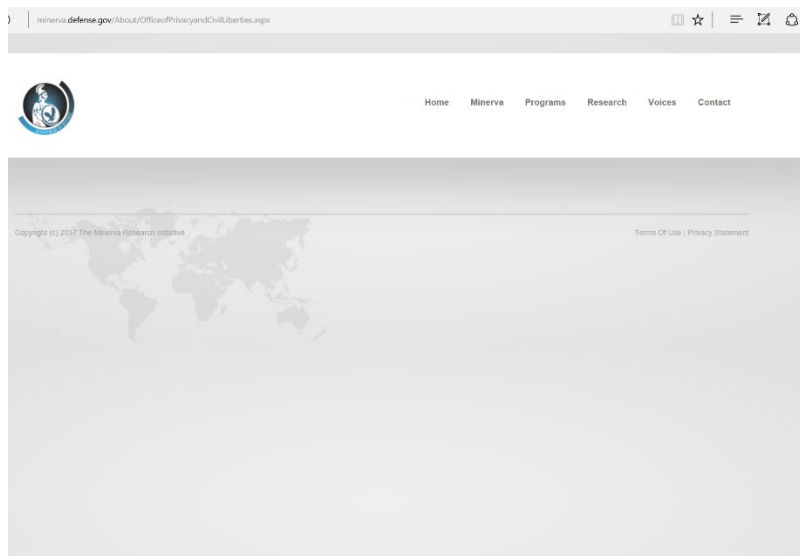 minerva.defense.gov/About/OfficeofPrivacyandCivilLiberties.aspx
Home Minerva Programs Research Voices Contact
Copyright (c) 2017 The Minerva Research Initiative
Terms Of Use | Privacy Statement